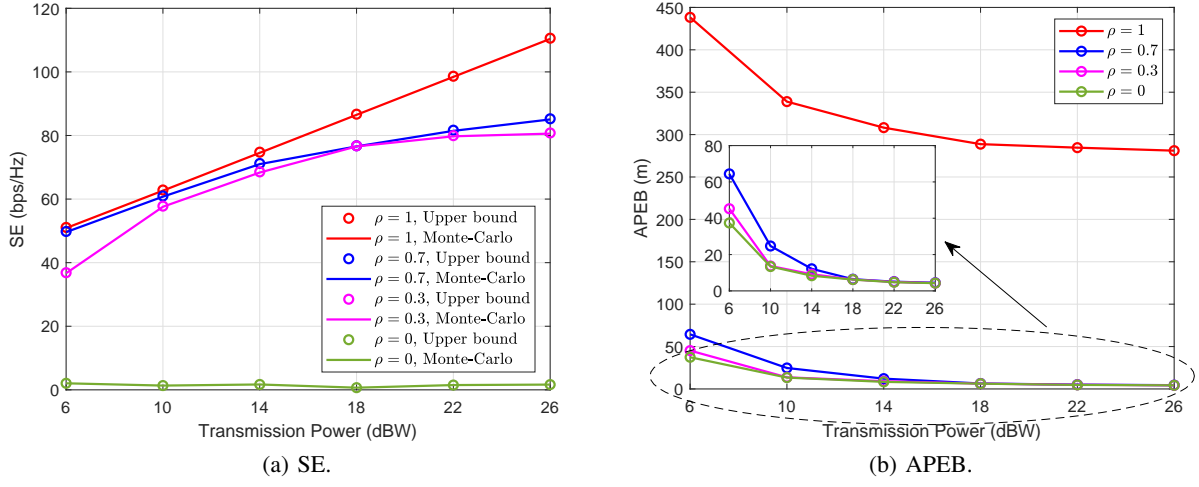 120
100
80
60
40
20
0
SE (bps/Hz)
6 10 14 18 22 26
Transmission Power (dBW)
ρ = 1, Upper bound
ρ = 1, Monte-Carlo
ρ = 0.7, Upper bound
ρ = 0.7, Monte-Carlo
ρ = 0.3, Upper bound
ρ = 0.3, Monte-Carlo
ρ = 0, Upper bound
ρ = 0, Monte-Carlo
(a) SE.
450
400
350
300
250
200
150
100
50
0
APEB (m)
6 10 14 18 22 26
Transmission Power (dBW)
ρ = 1
ρ = 0.7
ρ = 0.3
ρ = 0
80
60
40
20
0
6 10 14 18 22 26
(b) APEB.